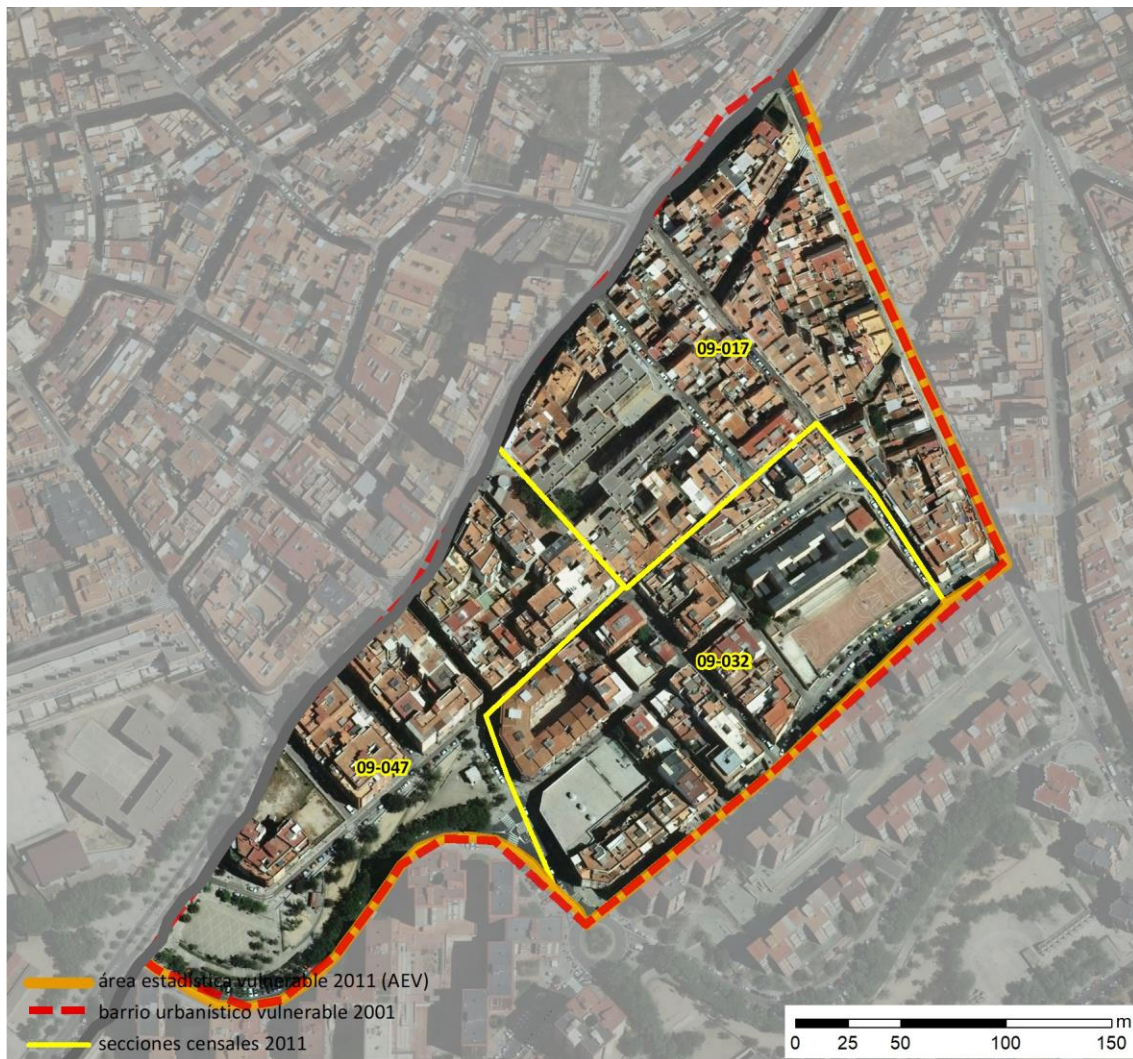 09-017
09-032
09-047
área estadística vulnerable 2011 (AEV)
barrio urbanístico vulnerable 2001
secciones censales 2011
m
0 25 50 100 150